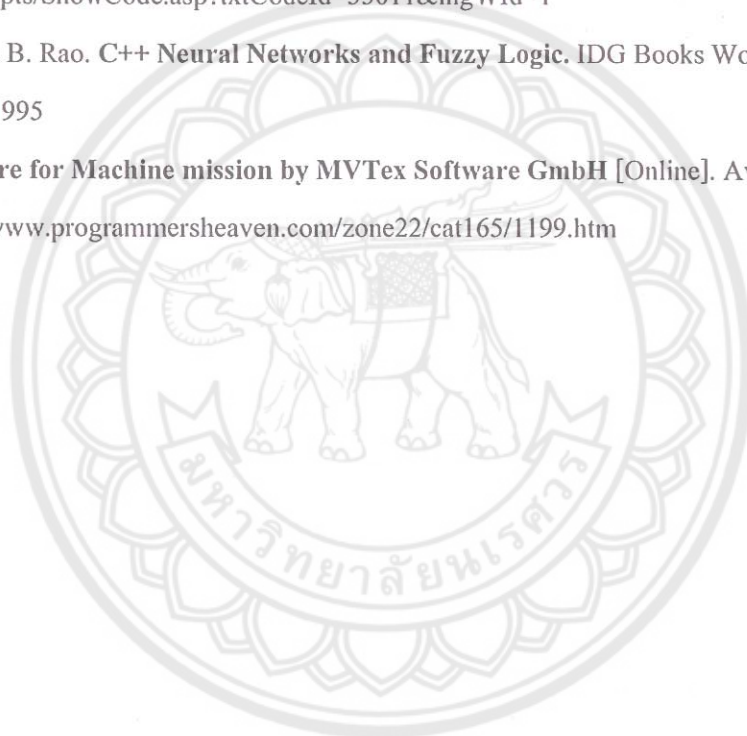 B. Rao. C++ Neural Networks and Fuzzy Logic. IDG Books Wo
995
re for Machine mission by MVTex Software GmbH [Online]. Av
www.programmersheaven.com/zone22/cat165/1199.htm
มหาวิทยาลัยนเรศวร